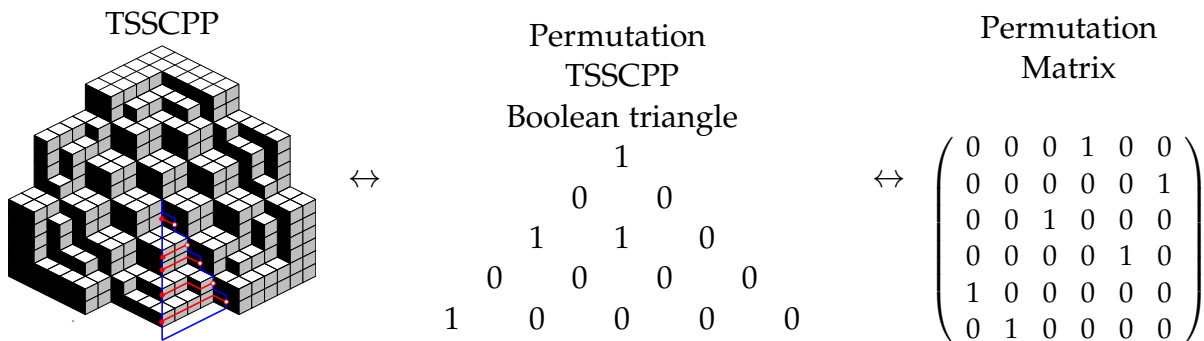 TSSCPP
Permutation
TSSCPP
Boolean triangle
1
0 0
1 1 0
0 0 0 0
1 0 0 0 0
↔
↔
Permutation
Matrix
0 0 0 1 0 0
0 0 0 0 0 1
0 0 1 0 0 0
0 0 0 0 1 0
1 0 0 0 0 0
0 1 0 0 0 0